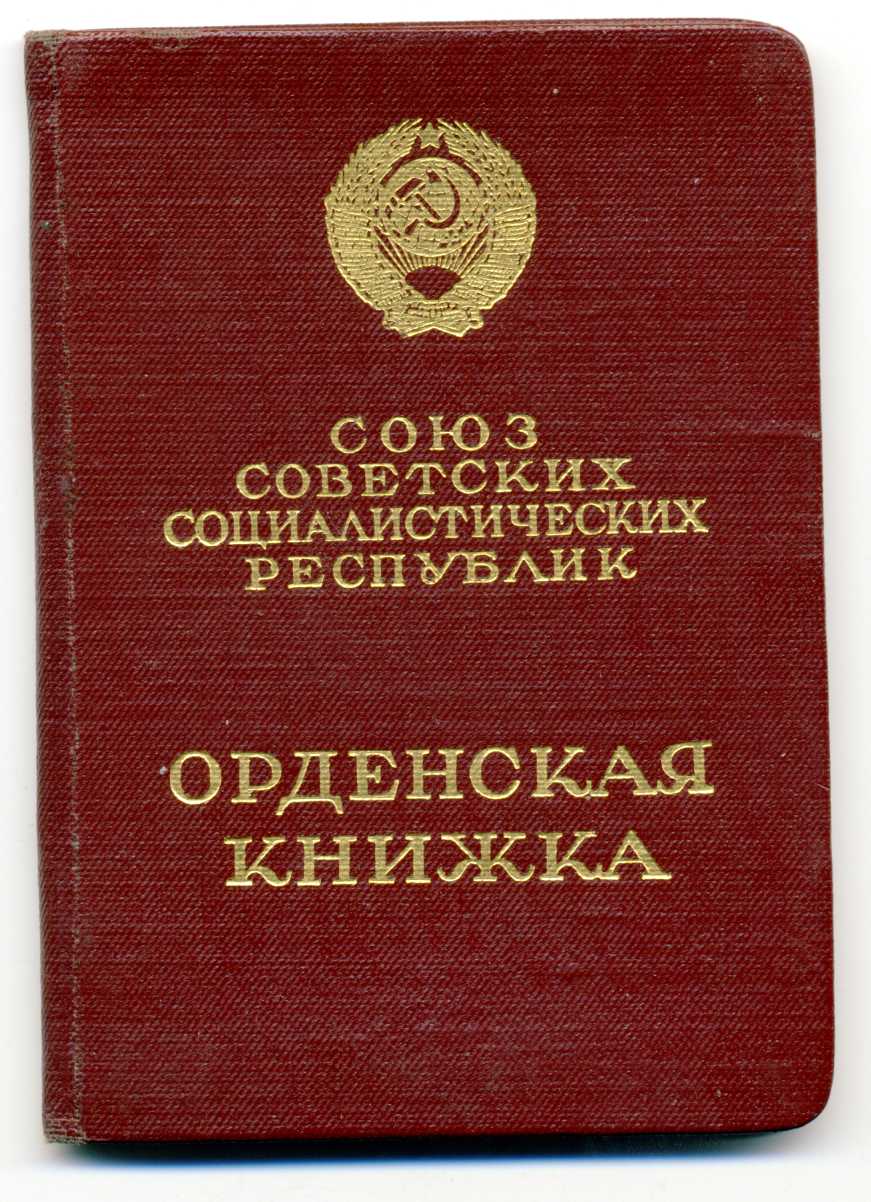 СОЮЗ
СОВЕТСКИХ
СОЦИАЛИСТИЧЕСКИХ
РЕСПУБЛИК
ОРДЕНСКАЯ
КНИЖКА